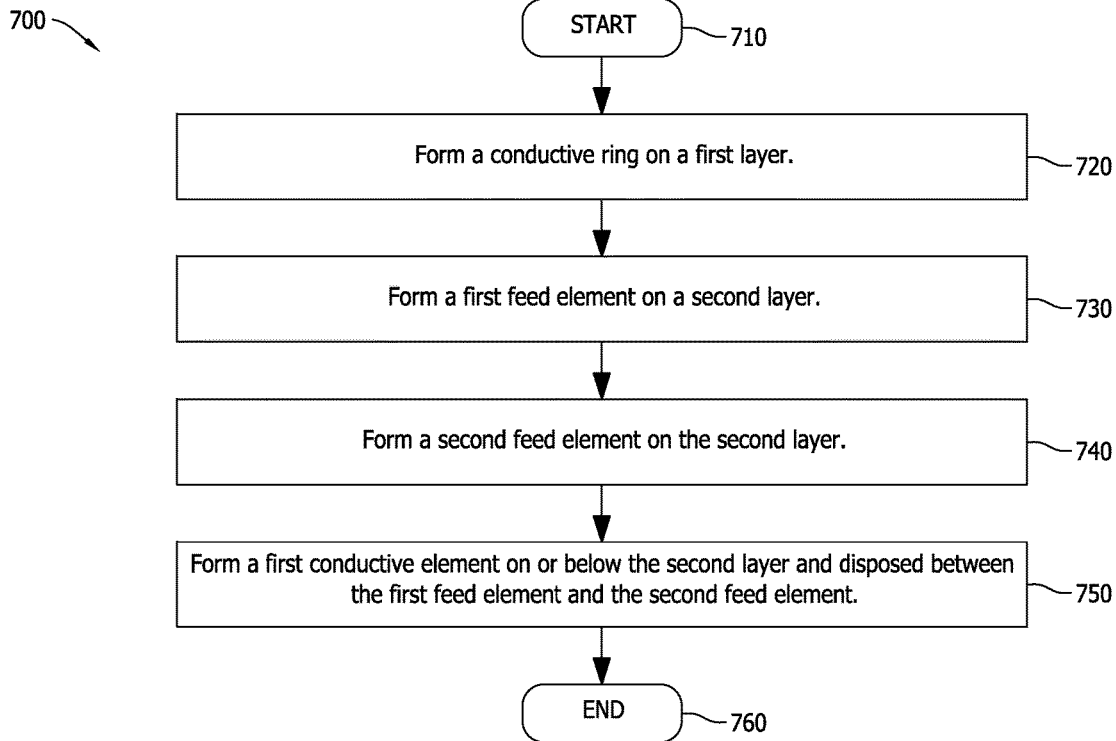 700
START
710
Form a conductive ring on a first layer.
720
Form a first feed element on a second layer.
730
Form a second feed element on the second layer.
740
Form a first conductive element on or below the second layer and disposed between
the first feed element and the second feed element.
750
END
760